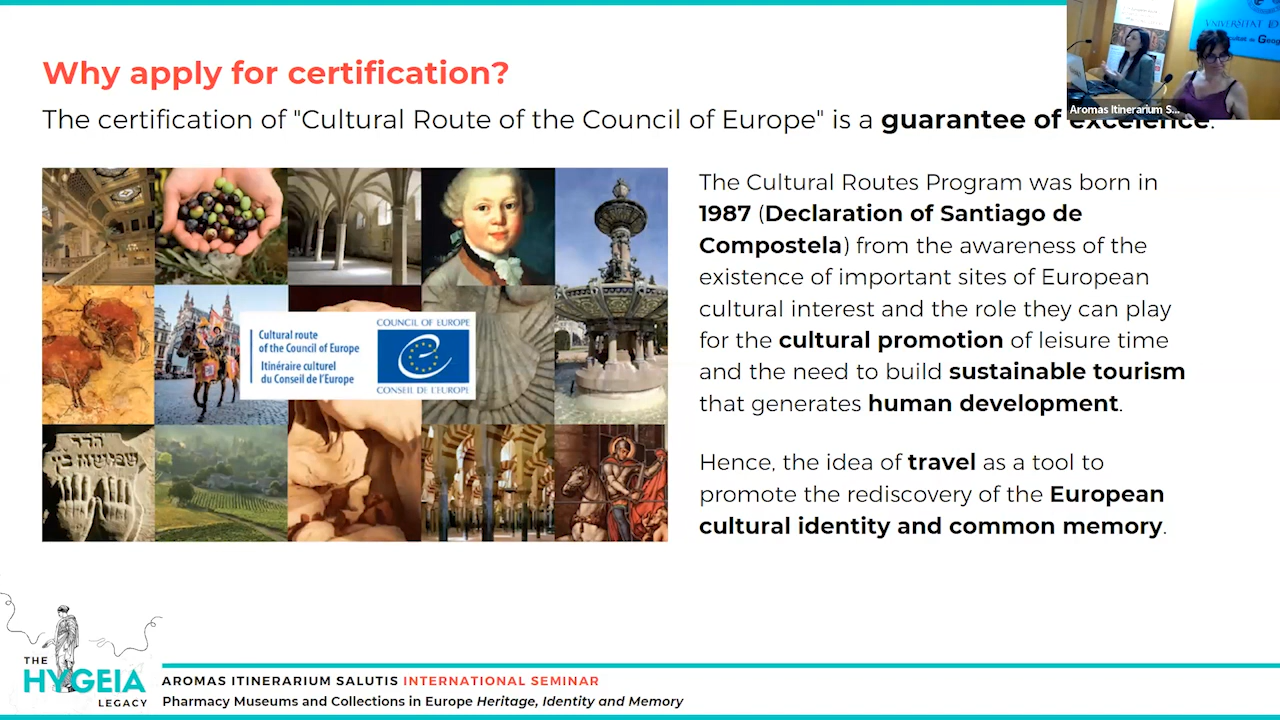 Why apply for certification?
The certification of "Cultural Route of the Council of Europe" is a guarantee of excelence.
Aromas Itinerarium S...
UNIVERSITAT
Cultural route
of the Council of Europe
Itinéraire culturel
du Conseil de l'Europe
COUNCIL OF EUROPE
CONSEIL DE L'EUROPE
The Cultural Routes Program was born in
1987 (Declaration of Santiago de
Compostela) from the awareness of the
existence of important sites of European
cultural interest and the role they can play
for the cultural promotion of leisure time
and the need to build sustainable tourism
that generates human development.
Hence, the idea of travel as a tool to
promote the rediscovery of the European
cultural identity and common memory.
THE
HYGEIA
LEGACY
AROMAS ITINERARIUM SALUTIS INTERNATIONAL SEMINAR
Pharmacy Museums and Collections in Europe Heritage, Identity and Memory